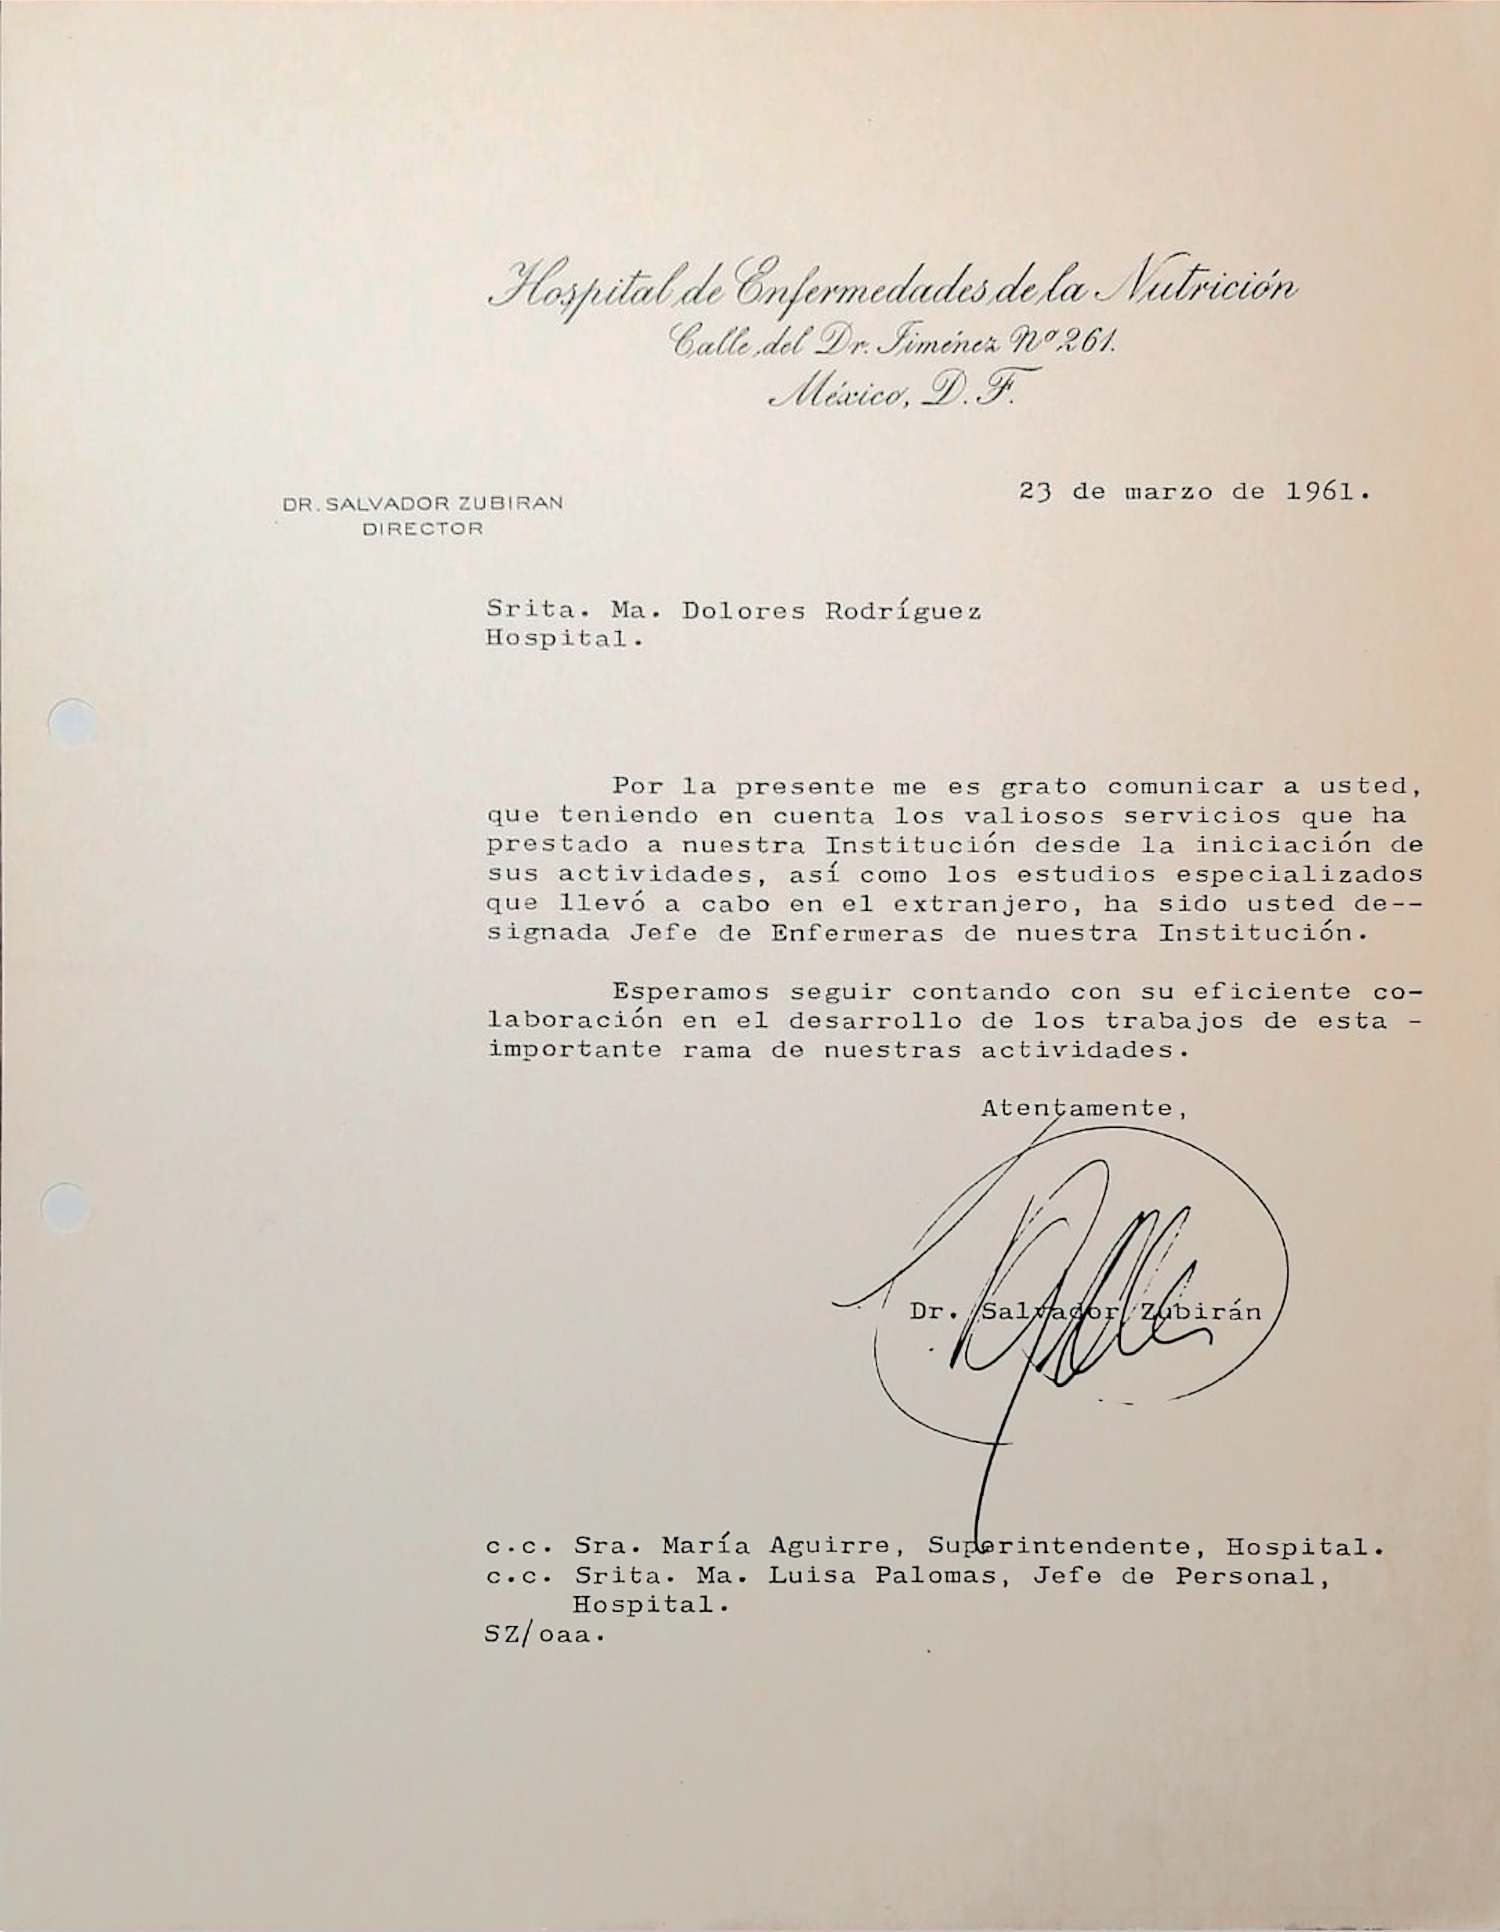 Hospital de Enfermedades de la Nutrición
Calle del Dr. Jiménez Nº 261.
México, D. F.
DR. SALVADOR ZUBIRAN
DIRECTOR
23 de marzo de 1961.
Srita. Ma. Dolores Rodríguez
Hospital.
Por la presente me es grato comunicar a usted,
que teniendo en cuenta los valiosos servicios que ha
prestado a nuestra Institución desde la iniciación de
sus actividades, así como los estudios especializados
que llevó a cabo en el extranjero, ha sido usted de--
signada Jefe de Enfermeras de nuestra Institución.
Esperamos seguir contando con su eficiente co-
laboración en el desarrollo de los trabajos de esta -
importante rama de nuestras actividades.
Atentamente,
Dr. Salvador Zubirán
c.c. Sra. María Aguirre, Superintendente, Hospital.
c.c. Srita. Ma. Luisa Palomas, Jefe de Personal,
Hospital.
SZ/oaa.